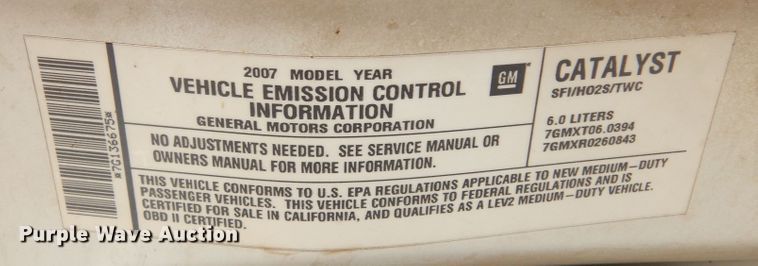 *7G136675*
2007 MODEL YEAR
VEHICLE EMISSION CONTROL
INFORMATION
GENERAL MOTORS CORPORATION
GM
NO ADJUSTMENTS NEEDED. SEE SERVICE MANUAL OR
OWNERS MANUAL FOR MORE INFORMATION.
CATALYST
SFI/HO2S/TWC
6.0 LITERS
7GMXT06.0394
7GMXR0260843
THIS VEHICLE CONFORMS TO U.S. EPA REGULATIONS APPLICABLE TO NEW MEDIUM-DUTY
PASSENGER VEHICLES. THIS VEHICLE CONFORMS TO FEDERAL REGULATIONS AND IS
CERTIFIED FOR SALE IN CALIFORNIA, AND QUALIFIES AS A LEV2 MEDIUM-DUTY VEHICLE.
OBD II CERTIFIED.
Purple Wave Auction